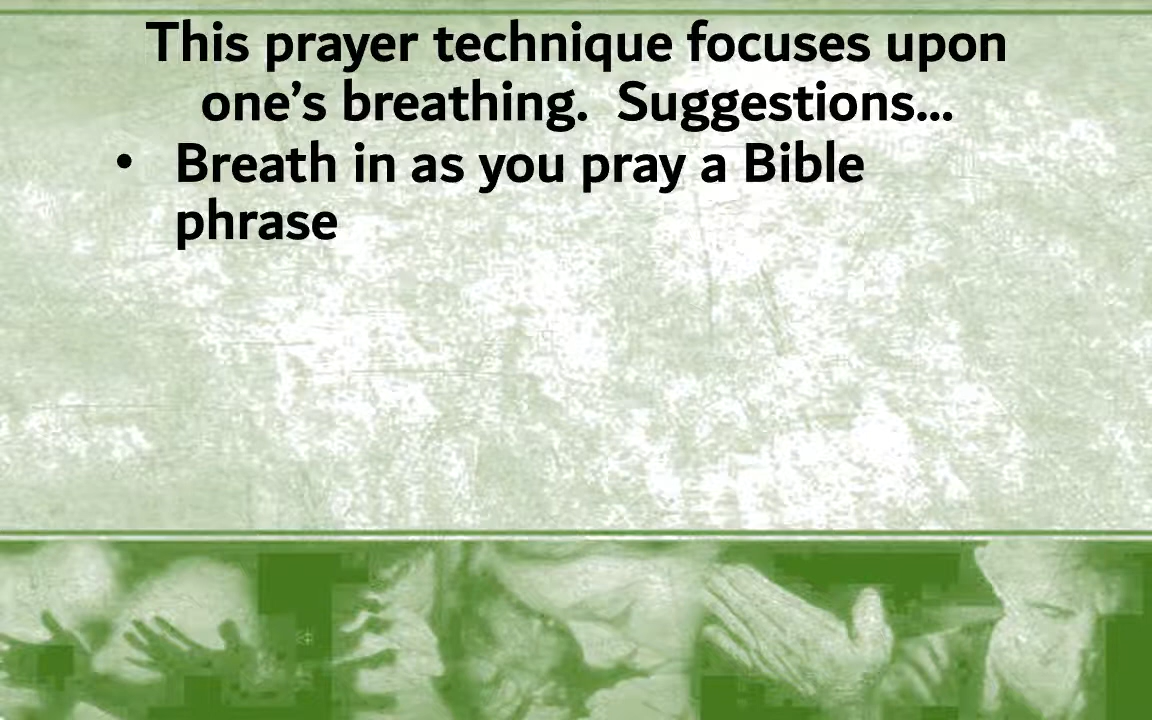 This prayer technique focuses upon
one’s breathing.  Suggestions…
• Breath in as you pray a Bible
phrase